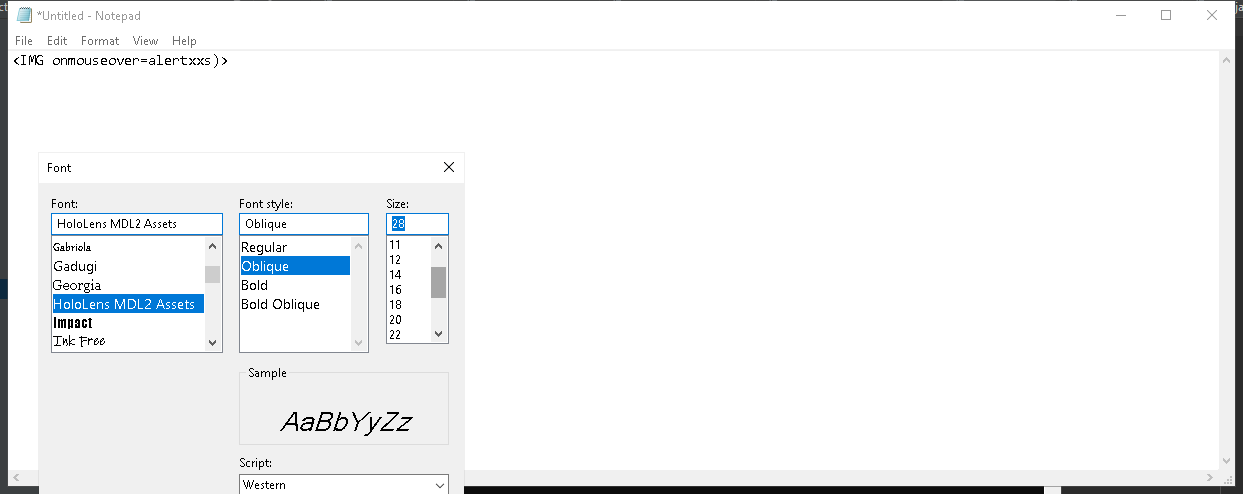 *Untitled - Notepad
File Edit Format View Help
<IMG onmouseover=alertxxs)>
Font
Font: Font style: Size:
HoloLens MDL2 Assets Oblique 28
Gabriola Regular 11
Gadugi Oblique 12
Georgia Bold 14
HoloLens MDL2 Assets Bold Oblique 16
Impact 18
Ink Free 20
22
Sample
AaBbYyZz
Script:
Western